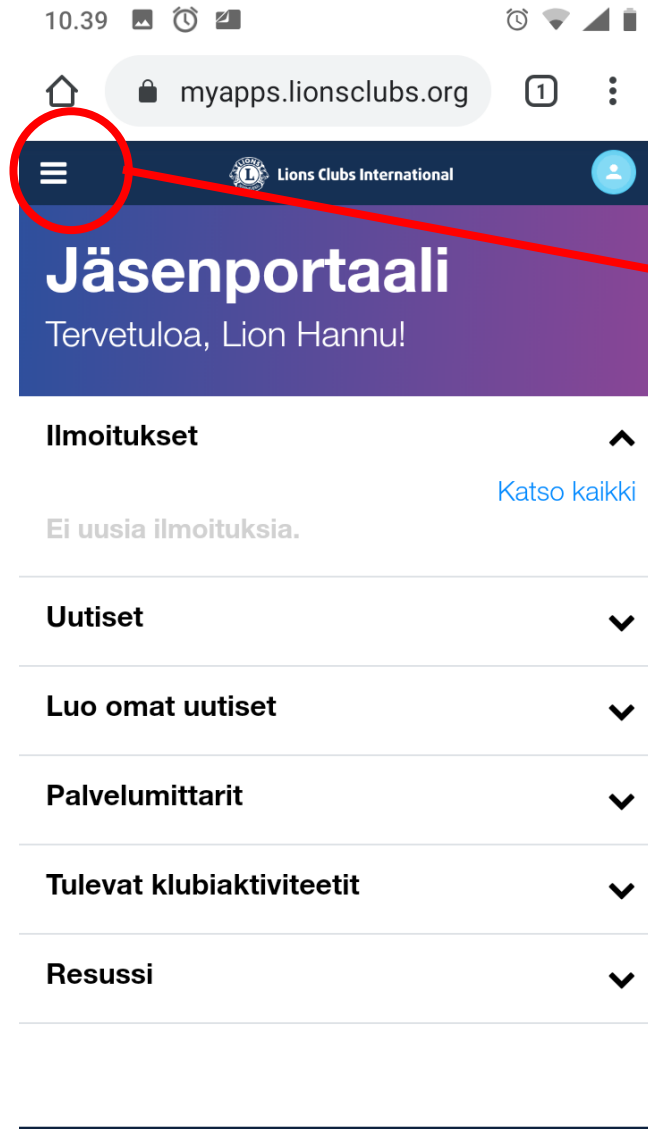 10.39
myapps.lionsclubs.org 1
L Lions Clubs International
Jäsenportaali
Tervetuloa, Lion Hannu!
Ilmoitukset
Katso kaikki
Ei uusia ilmoituksia.
Uutiset
Luo omat uutiset
Palvelumittarit
Tulevat klubiaktiviteetit
Resussi